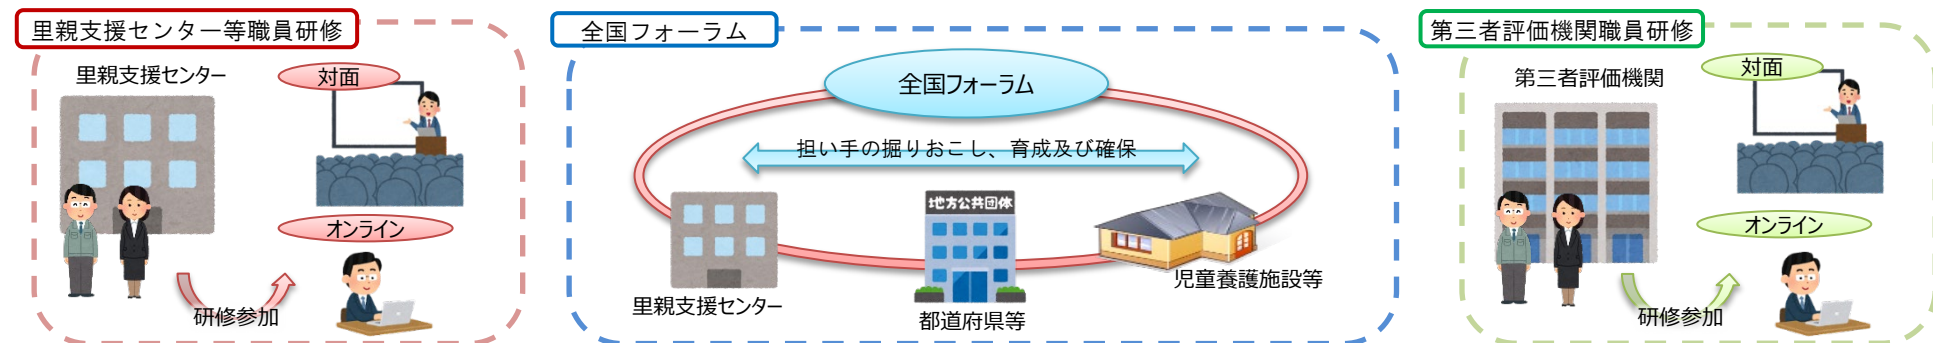 里親支援センター等職員研修
里親支援センター
対面
オンライン
研修参加
全国フォーラム
全国フォーラム
担い手の掘りおこし、育成及び確保
里親支援センター
地方公共団体
都道府県等
児童養護施設等
第三者評価機関職員研修
第三者評価機関
対面
オンライン
研修参加